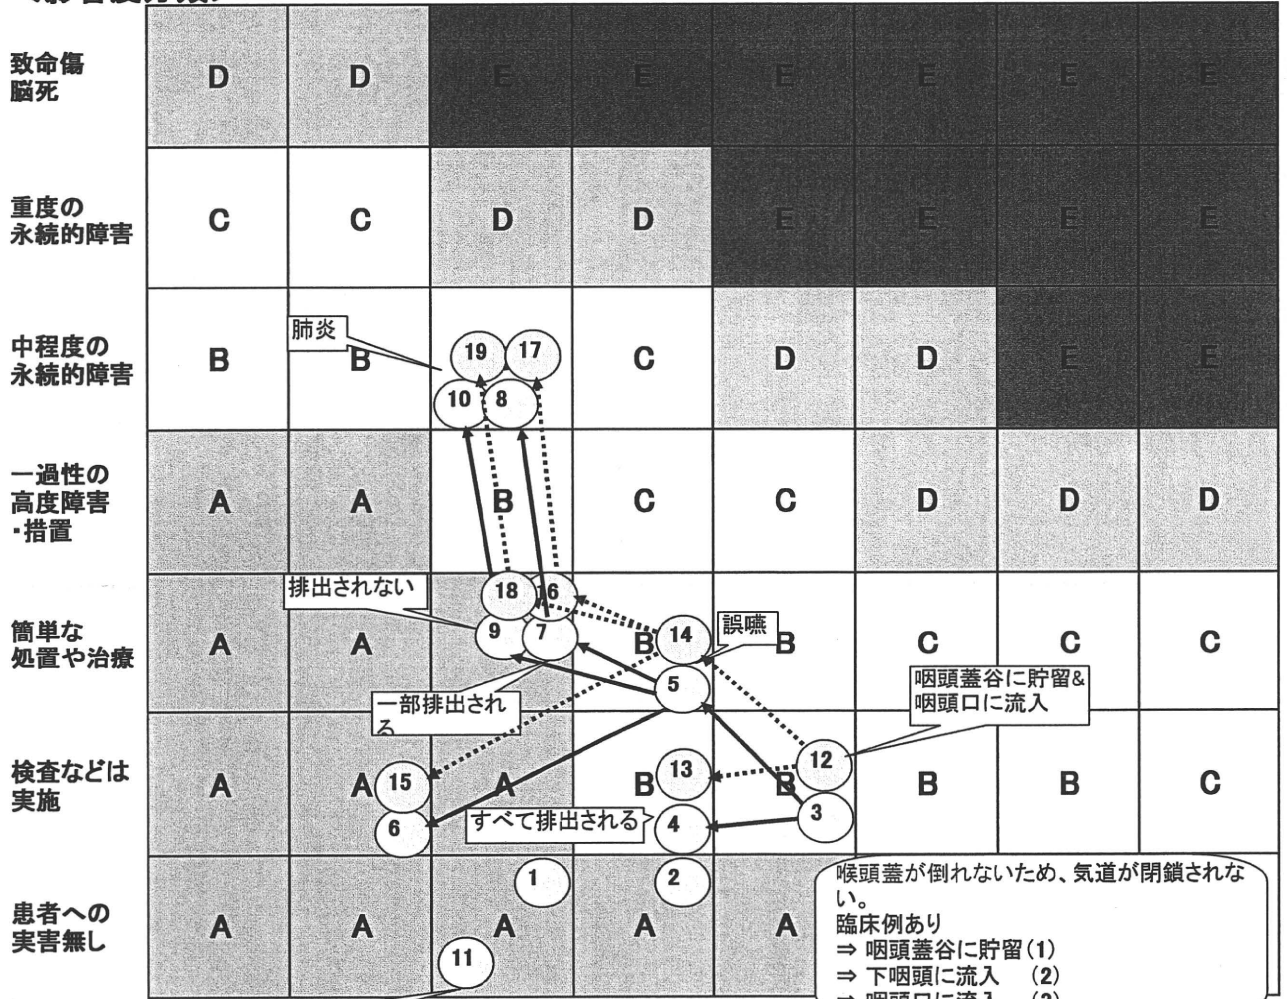 致命傷
脳死
D D E E E E E E
重度の
永続的障害
C C D D E E E E
中程度の
永続的障害
B B C D D E E
肺炎
19 17
10 8
一過性の
高度障害
・措置
A A B C C D D D
排出されない
簡単な
処置や治療
A A B B C C C
18 16
9 7
14
5
誤嚥
一部排出され
る
咽頭蓋谷に貯留&
咽頭口に流入
検査などは
実施
A A A B B B B C
15
6
13
4
12
3
すべて排出される
患者への
実害無し
A A A A A
1
2
11
喉頭蓋が倒れないため、気道が閉鎖されな
い。
臨床例あり
⇒ 咽頭蓋谷に貯留(1)
⇒ 下咽頭に流入 (2)
⇒ 咽頭口に流入 (3)